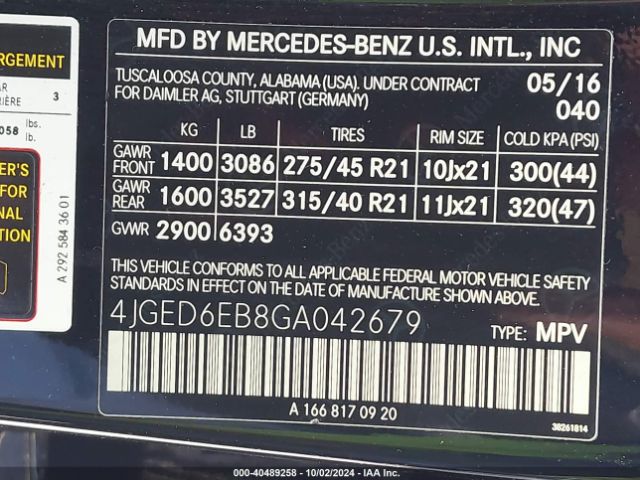 RGEMENT
AR
RIÈRE 3
058 lbs.
lb.
ER'S
FOR
NAL
TION
A 292 584 36 01
MFD BY MERCEDES-BENZ U.S. INTL., INC
TUSCALOOSA COUNTY, ALABAMA (USA). UNDER CONTRACT 05/16
FOR DAIMLER AG, STUTTGART (GERMANY) 040
KG LB TIRES RIM SIZE COLD KPA (PSI)
GAWR FRONT 1400 3086 275/45 R21 10Jx21 300(44)
GAWR REAR 1600 3527 315/40 R21 11Jx21 320(47)
GVWR 2900 6393
THIS VEHICLE CONFORMS TO ALL APPLICABLE FEDERAL MOTOR VEHICLE SAFETY
STANDARDS IN EFFECT ON THE DATE OF MANUFACTURE SHOWN ABOVE.
4JGED6EB8GA042679 TYPE: MPV
A 166 817 09 20
38261814
000-40489258 - 10/02/2024 - IAA Inc.